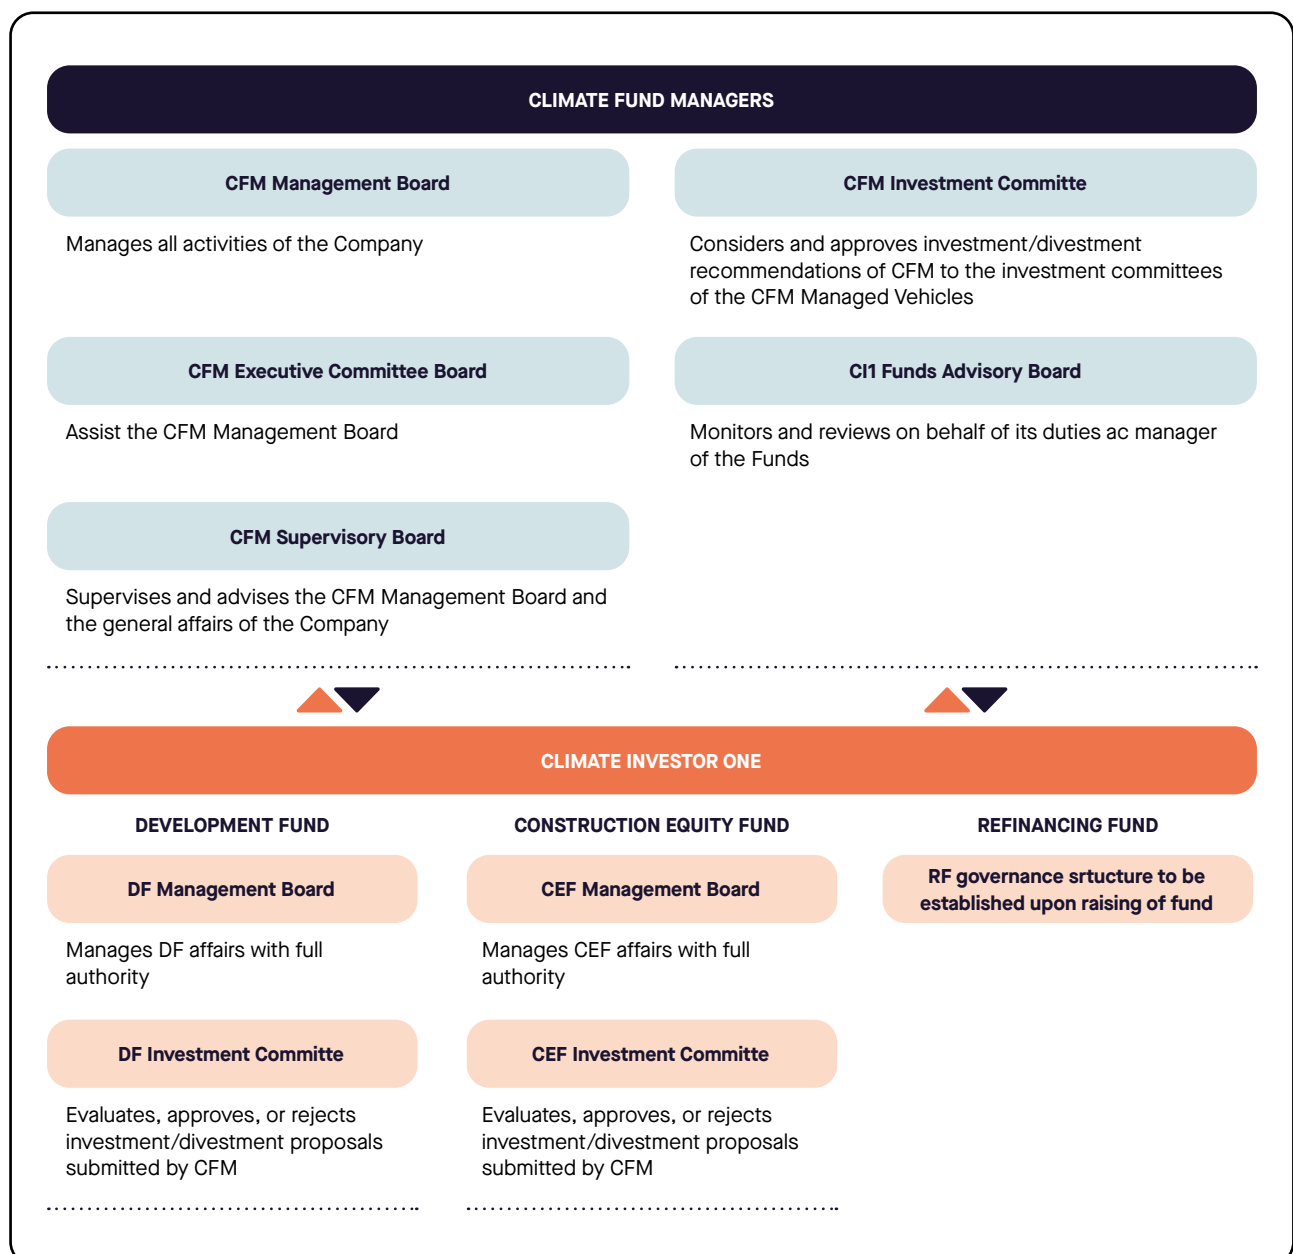 CLIMATE FUND MANAGERS
CFM Management Board
Manages all activities of the Company
CFM Investment Committe
Considers and approves investment/divestment
recommendations of CFM to the investment committees
of the CFM Managed Vehicles
CFM Executive Committee Board
Assist the CFM Management Board
CI1 Funds Advisory Board
Monitors and reviews on behalf of its duties ac manager
of the Funds
CFM Supervisory Board
Supervises and advises the CFM Management Board and
the general affairs of the Company
CLIMATE INVESTOR ONE
DEVELOPMENT FUND
DF Management Board
Manages DF affairs with full
authority
DF Investment Committe
Evaluates, approves, or rejects
investment/divestment proposals
submitted by CFM
CONSTRUCTION EQUITY FUND
CEF Management Board
Manages CEF affairs with full
authority
CEF Investment Committe
Evaluates, approves, or rejects
investment/divestment proposals
submitted by CFM
REFINANCING FUND
RF governance srtucture to be
established upon raising of fund